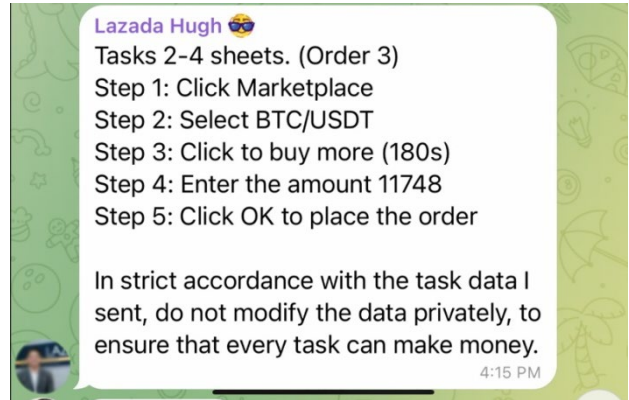 Lazada Hugh 😎
Tasks 2-4 sheets. (Order 3)
Step 1: Click Marketplace
Step 2: Select BTC/USDT
Step 3: Click to buy more (180s)
Step 4: Enter the amount 11748
Step 5: Click OK to place the order
In strict accordance with the task data I
sent, do not modify the data privately, to
ensure that every task can make money.
4:15 PM